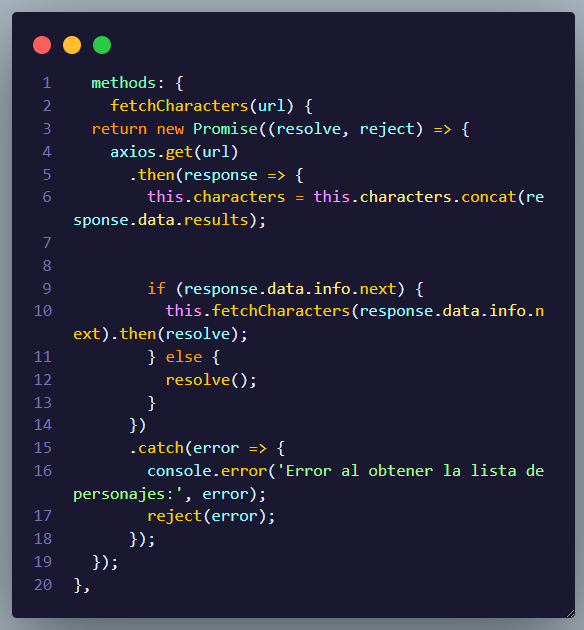 1 methods: {
2 fetchCharacters(url) {
3 return new Promise((resolve, reject) => {
4 axios.get(url)
5 .then(response => {
6 this.characters = this.characters.concat(re
sponse.data.results);
7
8
9 if (response.data.info.next) {
10 this.fetchCharacters(response.data.info.n
ext).then(resolve);
11 } else {
12 resolve();
13 }
14 })
15 .catch(error => {
16 console.error('Error al obtener la lista de
personajes:', error);
17 reject(error);
18 });
19 });
20 },